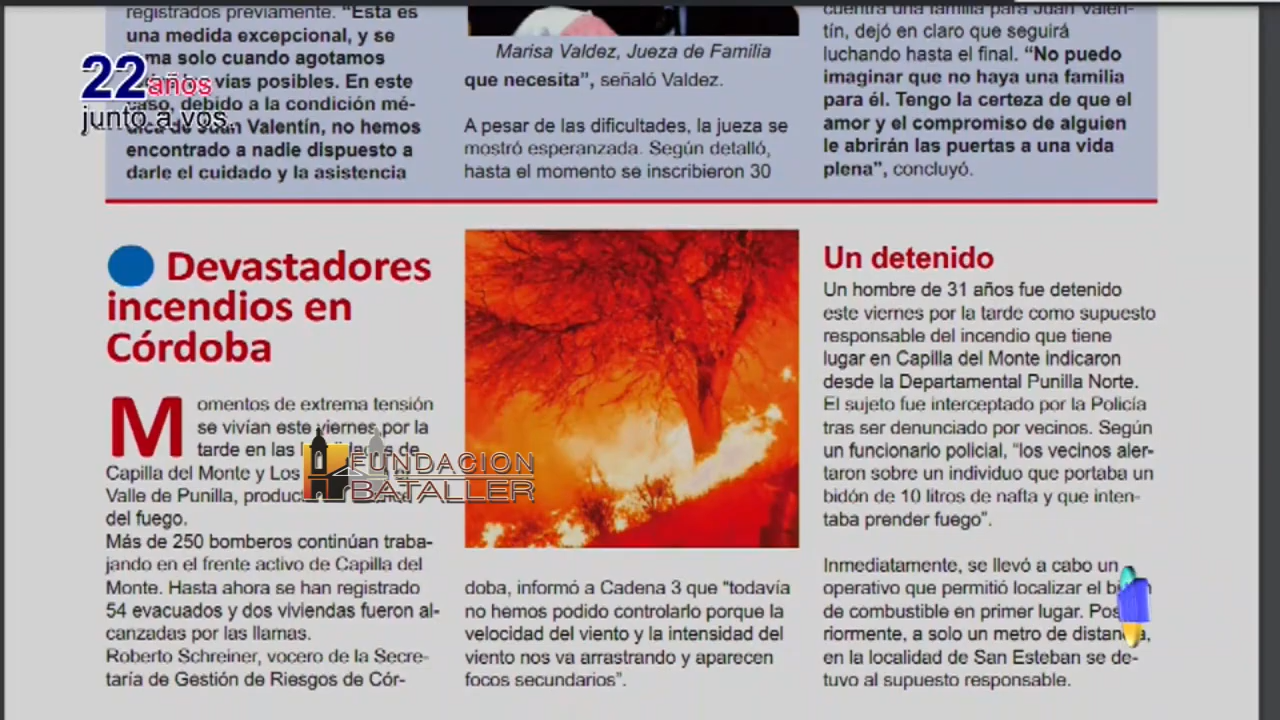 registrados previamente. “Esta es
una medida excepcional, y se
toma solo cuando agotamos
vías posibles. En este
caso, debido a la condición mé-
dica de Juan Valentín, no hemos
encontrado a nadie dispuesto a
darle el cuidado y la asistencia
22 años
junto a vos.
Marisa Valdez, Jueza de Familia
que necesita”, señaló Valdez.
A pesar de las dificultades, la jueza se
mostró esperanzada. Según detalló,
hasta el momento se inscribieron 30
cuentra una familia para Juan Valen-
tín, dejó en claro que seguirá
luchando hasta el final. “No puedo
imaginar que no haya una familia
para él. Tengo la certeza de que el
amor y el compromiso de alguien
le abrirán las puertas a una vida
plena”, concluyó.
Devastadores
incendios en
Córdoba
Momentos de extrema tensión
se vivían este viernes por la
tarde en las de
Capilla del Monte y Los
Valle de Punilla,
del fuego.
Más de 250 bomberos continúan traba-
jando en el frente activo de Capilla del
Monte. Hasta ahora se han registrado
54 evacuados y dos viviendas fueron al-
canzadas por las llamas.
Roberto Schreiner, vocero de la Secre-
taría de Gestión de Riesgos de Cór-
FUNDACION
BATALLER
doba, informó a Cadena 3 que “todavía
no hemos podido controlarlo porque la
velocidad del viento y la intensidad del
viento nos va arrastrando y aparecen
focos secundarios”.
Un detenido
Un hombre de 31 años fue detenido
este viernes por la tarde como supuesto
responsable del incendio que tiene
lugar en Capilla del Monte indicaron
desde la Departamental Punilla Norte.
El sujeto fue interceptado por la Policía
tras ser denunciado por vecinos. Según
un funcionario policial, “los vecinos aler-
taron sobre un individuo que portaba un
bidón de 10 litros de nafta y que inten-
taba prender fuego”.
Inmediatamente, se llevó a cabo un
operativo que permitió localizar el bidón
de combustible en primer lugar. Poste-
riormente, a solo un metro de distancia,
en la localidad de San Esteban se de-
tuvo al supuesto responsable.